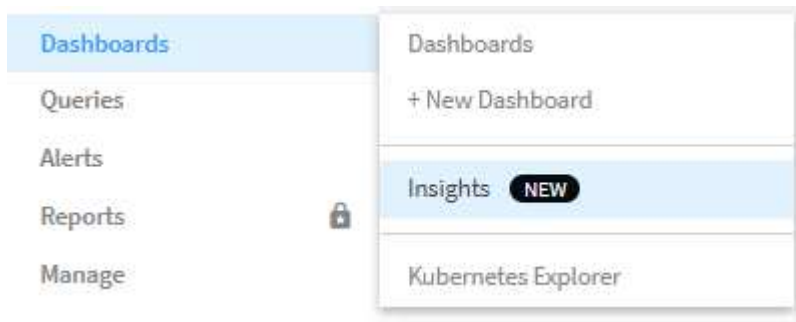 Dashboards
Queries
Alerts
Reports
Manage
Dashboards
+ New Dashboard
Insights NEW
Kubernetes Explorer